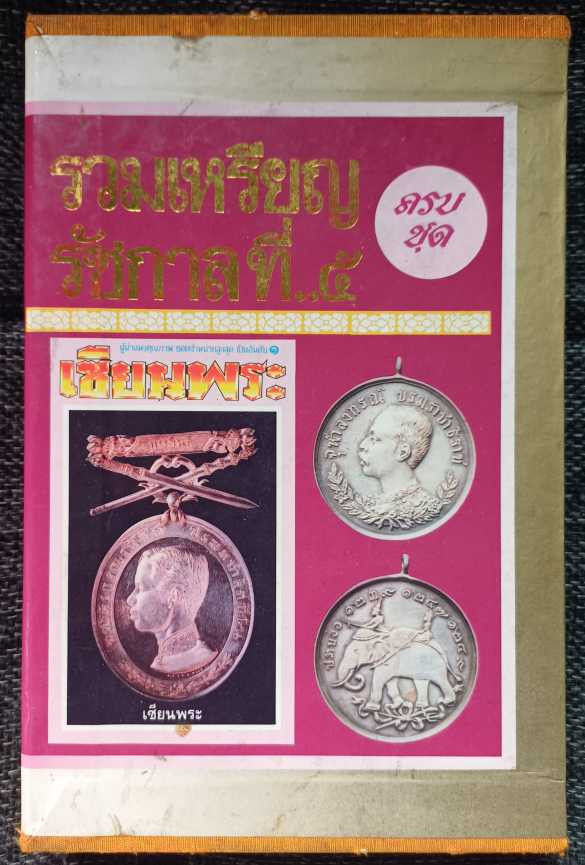 รวมเหรียญ
รัชกาลที่..๕
ครบ
ชุด
เซียนพระ
จุฬาลงกรณ์ บรมราชาธิราช
เซียนพระ